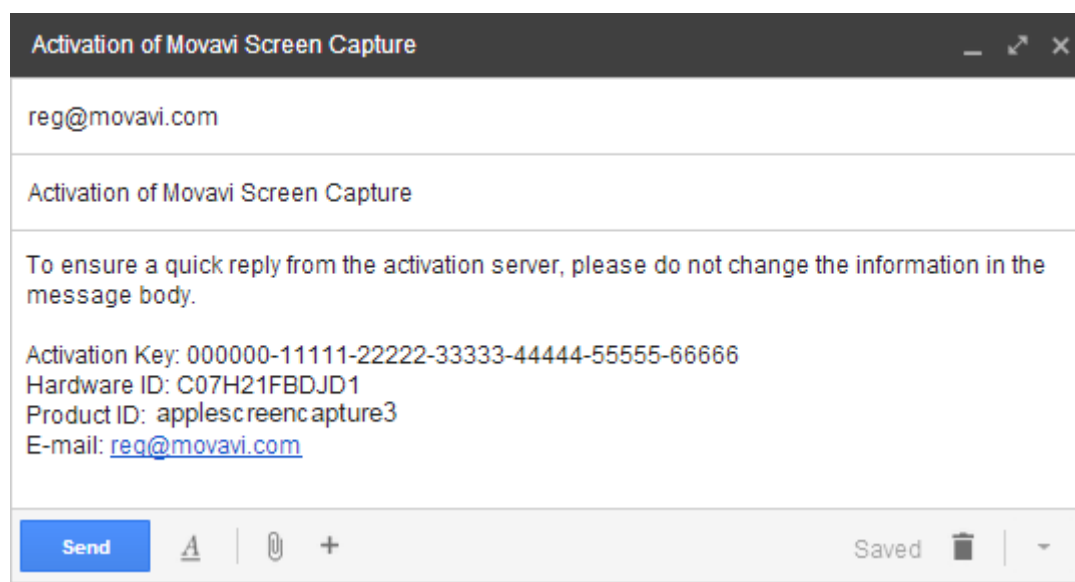 Activation of Movavi Screen Capture
reg@movavi.com
Activation of Movavi Screen Capture
To ensure a quick reply from the activation server, please do not change the information in the
message body.
Activation Key: 000000-11111-22222-33333-44444-55555-66666
Hardware ID: C07H21FBDJD1
Product ID: applescreencapture3
E-mail: reg@movavi.com
Send A Saved